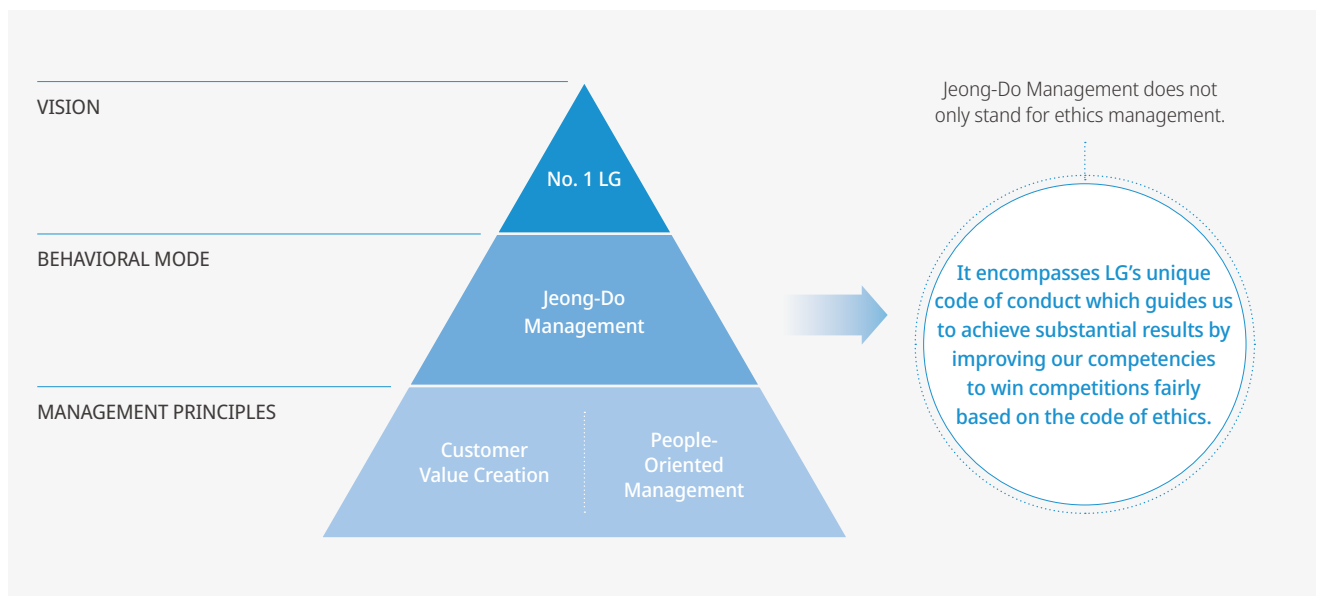 VISION
No. 1 LG
BEHAVIORAL MODE
Jeong-Do
Management
MANAGEMENT PRINCIPLES
Customer
Value Creation
People-
Oriented
Management
Jeong-Do Management does not
only stand for ethics management.
It encompasses LG’s unique
code of conduct which guides us
to achieve substantial results by
improving our competencies
to win competitions fairly
based on the code of ethics.